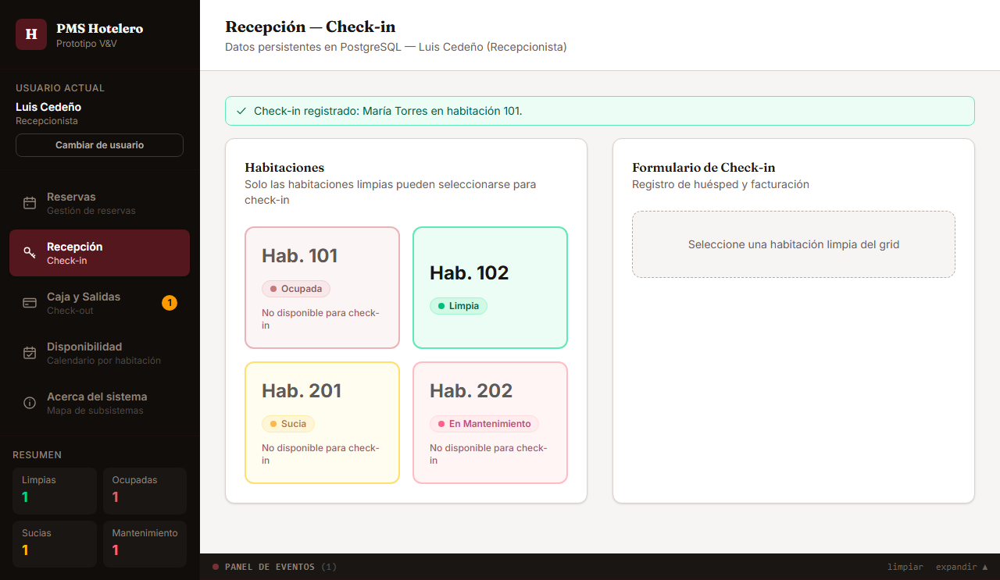 H
PMS Hotelero
Prototipo V&V
USUARIO ACTUAL
Luis Cedeño
Recepcionista
Cambiar de usuario
Reservas
Gestión de reservas
Recepción
Check-in
Caja y Salidas
Check-out
1
Disponibilidad
Calendario por habitación
Acerca del sistema
Mapa de subsistemas
RESUMEN
Limpias
1
Ocupadas
1
Sucias
1
Mantenimiento
1
Recepción — Check-in
Datos persistentes en PostgreSQL — Luis Cedeño (Recepcionista)
Check-in registrado: María Torres en habitación 101.
Habitaciones
Solo las habitaciones limpias pueden seleccionarse para
check-in
Hab. 101
Ocupada
No disponible para check-
in
Hab. 102
Limpia
Hab. 201
Sucia
No disponible para check-
in
Hab. 202
En Mantenimiento
No disponible para check-
in
Formulario de Check-in
Registro de huésped y facturación
Seleccione una habitación limpia del grid
PANEL DE EVENTOS (1)
limpiar
expandir ▲